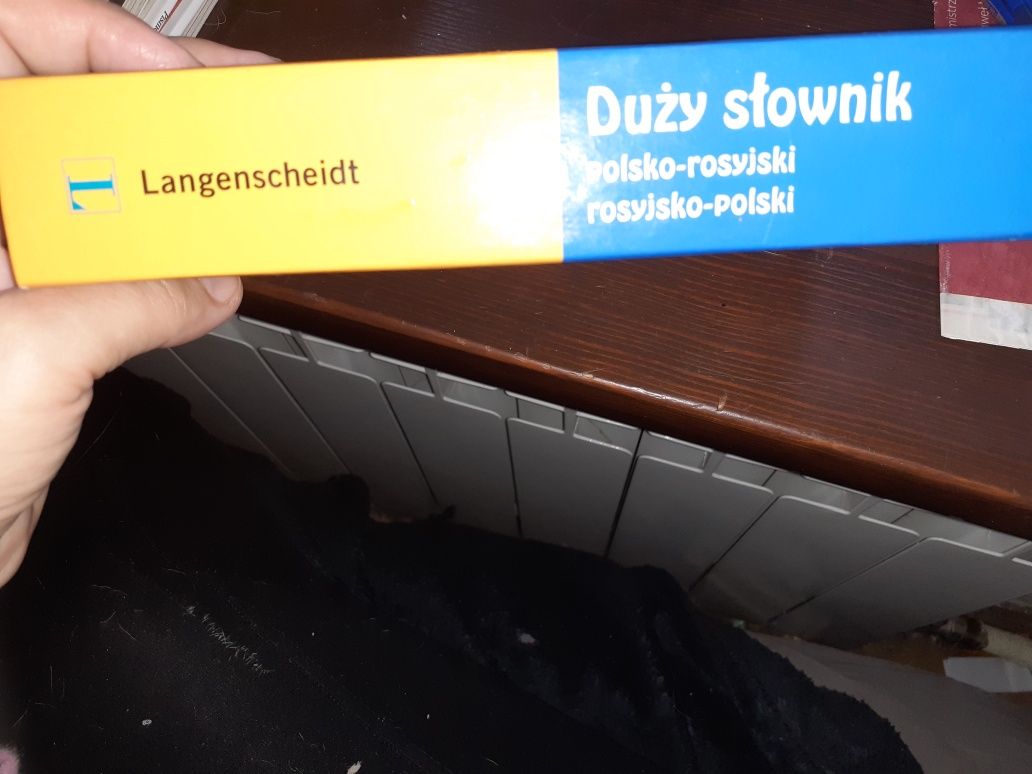 Langenscheidt
Duży słownik
polsko-rosyjski
rosyjsko-polski